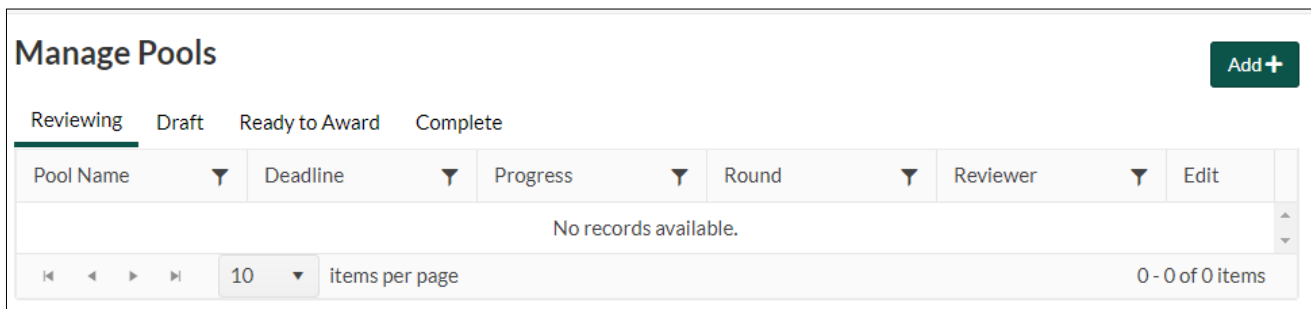 Manage Pools
Add
Reviewing Draft Ready to Award Complete
Pool Name Deadline Progress Round Reviewer Edit
No records available.
10 items per page 0 - 0 of 0 items